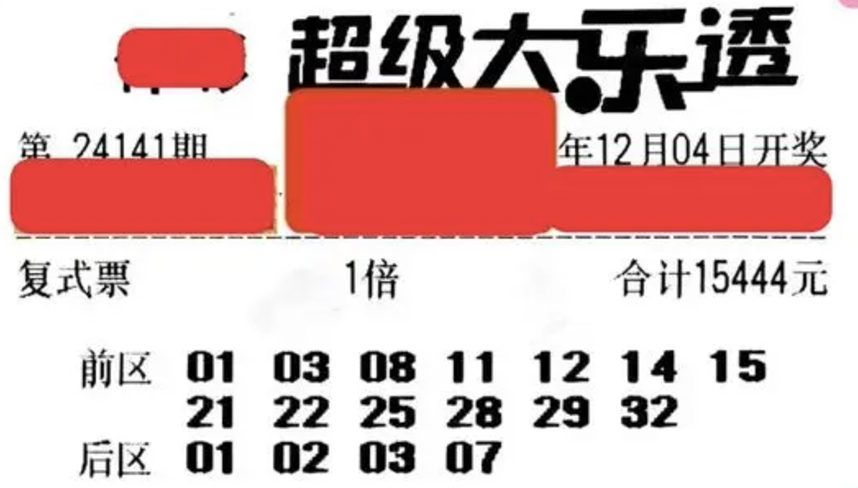 超级大乐透
第 24141期 年12月04日开奖
复式票 1倍 合计15444元
前区 01 03 08 11 12 14 15
21 22 25 28 29 32
后区 01 02 03 07